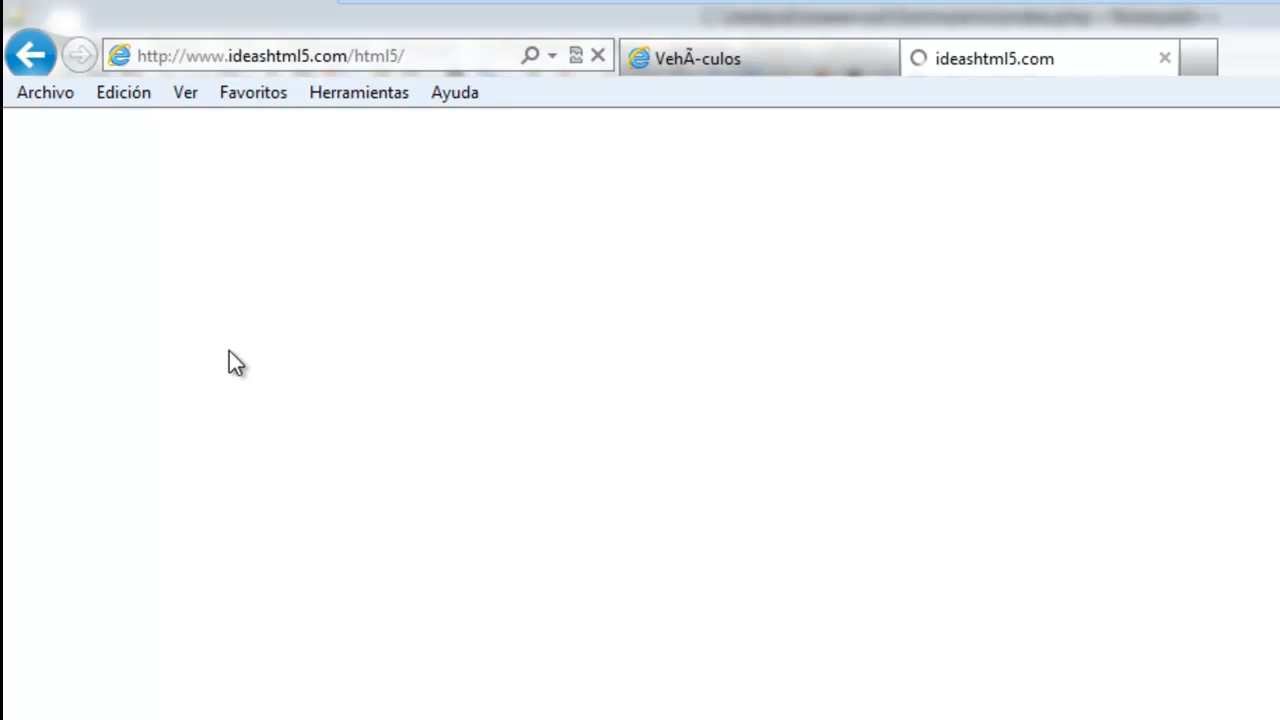 http://www.ideashtml5.com/html5/
VehÃ-culos
ideashtml5.com
Archivo Edición Ver Favoritos Herramientas Ayuda